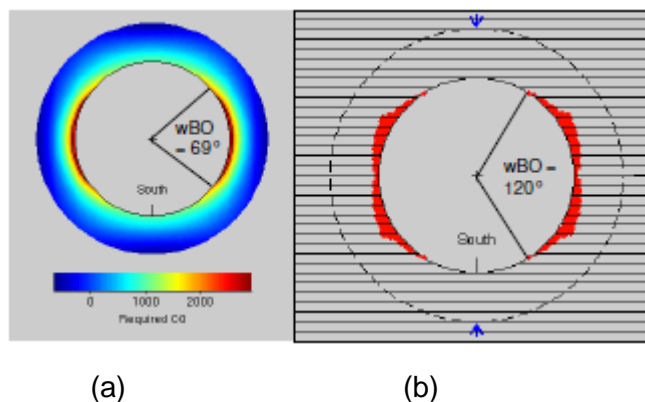 wBO
= 69°
South
0 1000 2000
Required C0
(a)
wBO =
120°
South
(b)